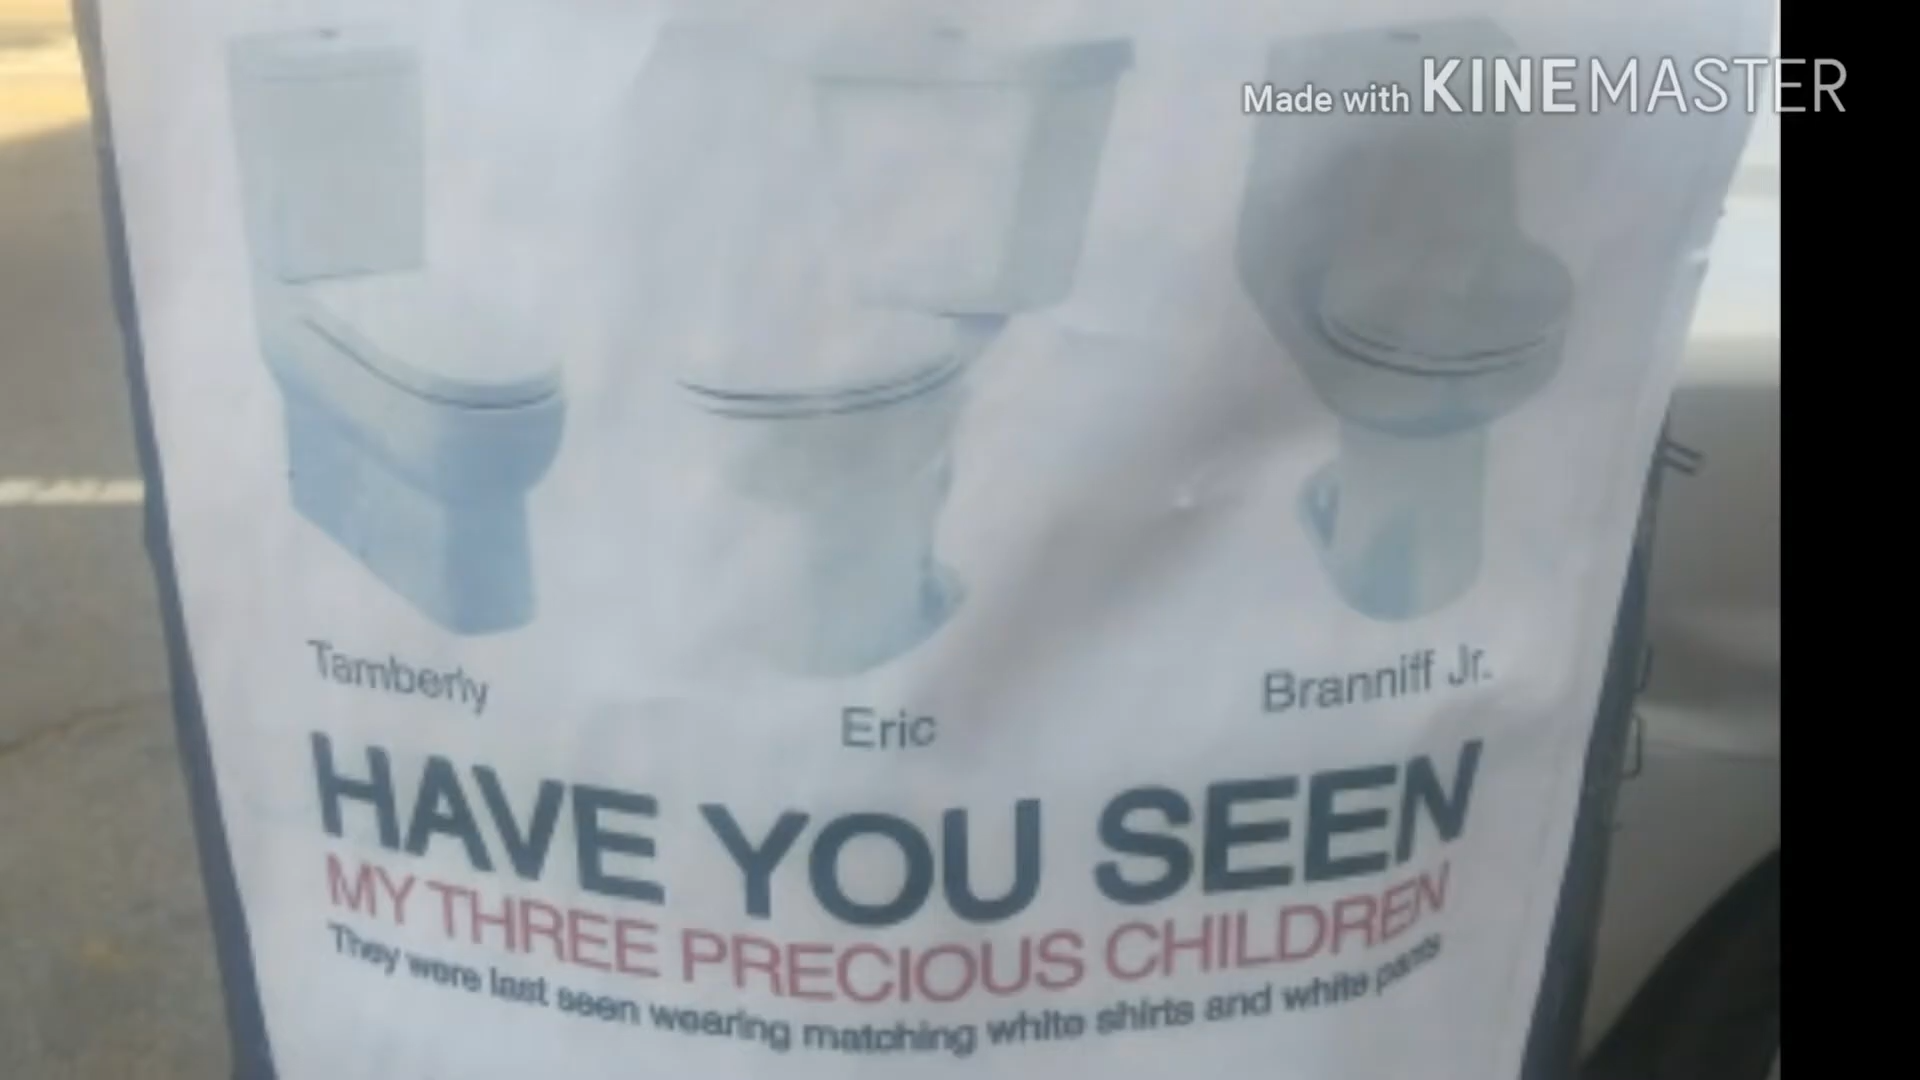 Made with KINEMASTER
Tamberly
Eric
Branniff Jr.
HAVE YOU SEEN
MY THREE PRECIOUS CHILDREN
They were last seen wearing matching white shirts and white pants